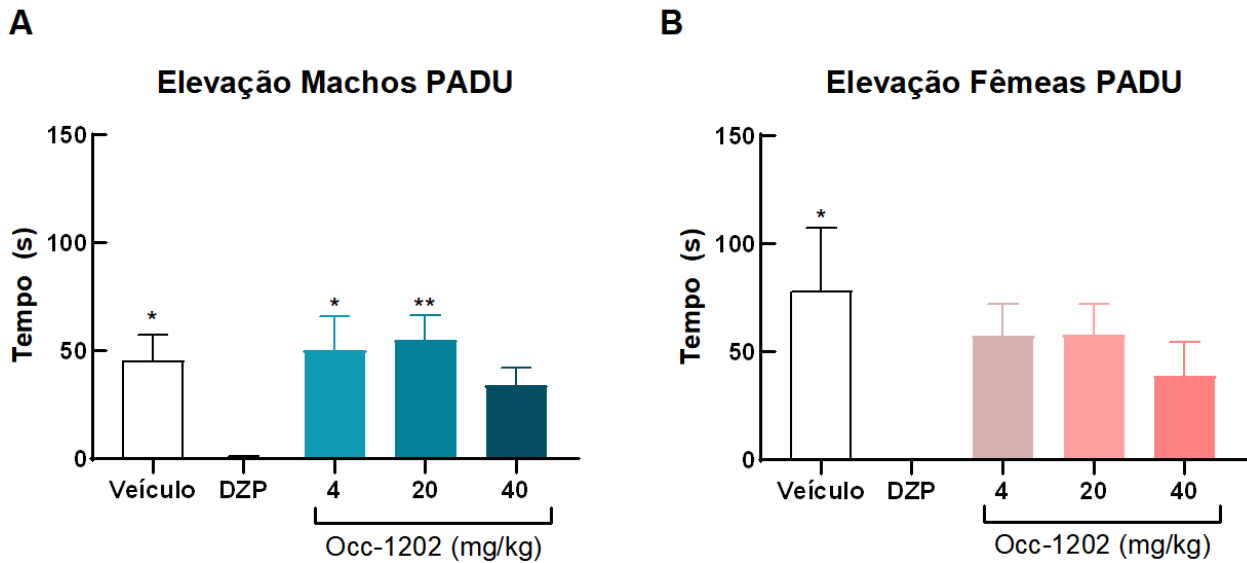 A
Elevação Machos PADU
150
100
50
0
Tempo (s)
*
*
**
Veículo DZP 4 20 40
Occ-1202 (mg/kg)
B
Elevação Fêmeas PADU
150
100
50
0
Tempo (s)
*
Veículo DZP 4 20 40
Occ-1202 (mg/kg)